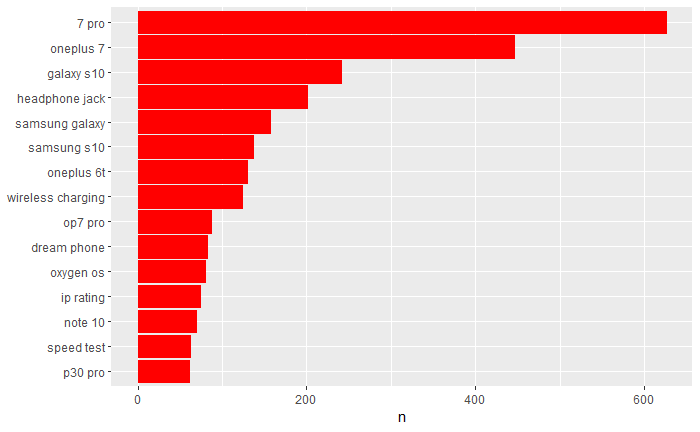 7 pro
oneplus 7
galaxy s10
headphone jack
samsung galaxy
samsung s10
oneplus 6t
wireless charging
op7 pro
dream phone
oxygen os
ip rating
note 10
speed test
p30 pro
0 200 400 600
n